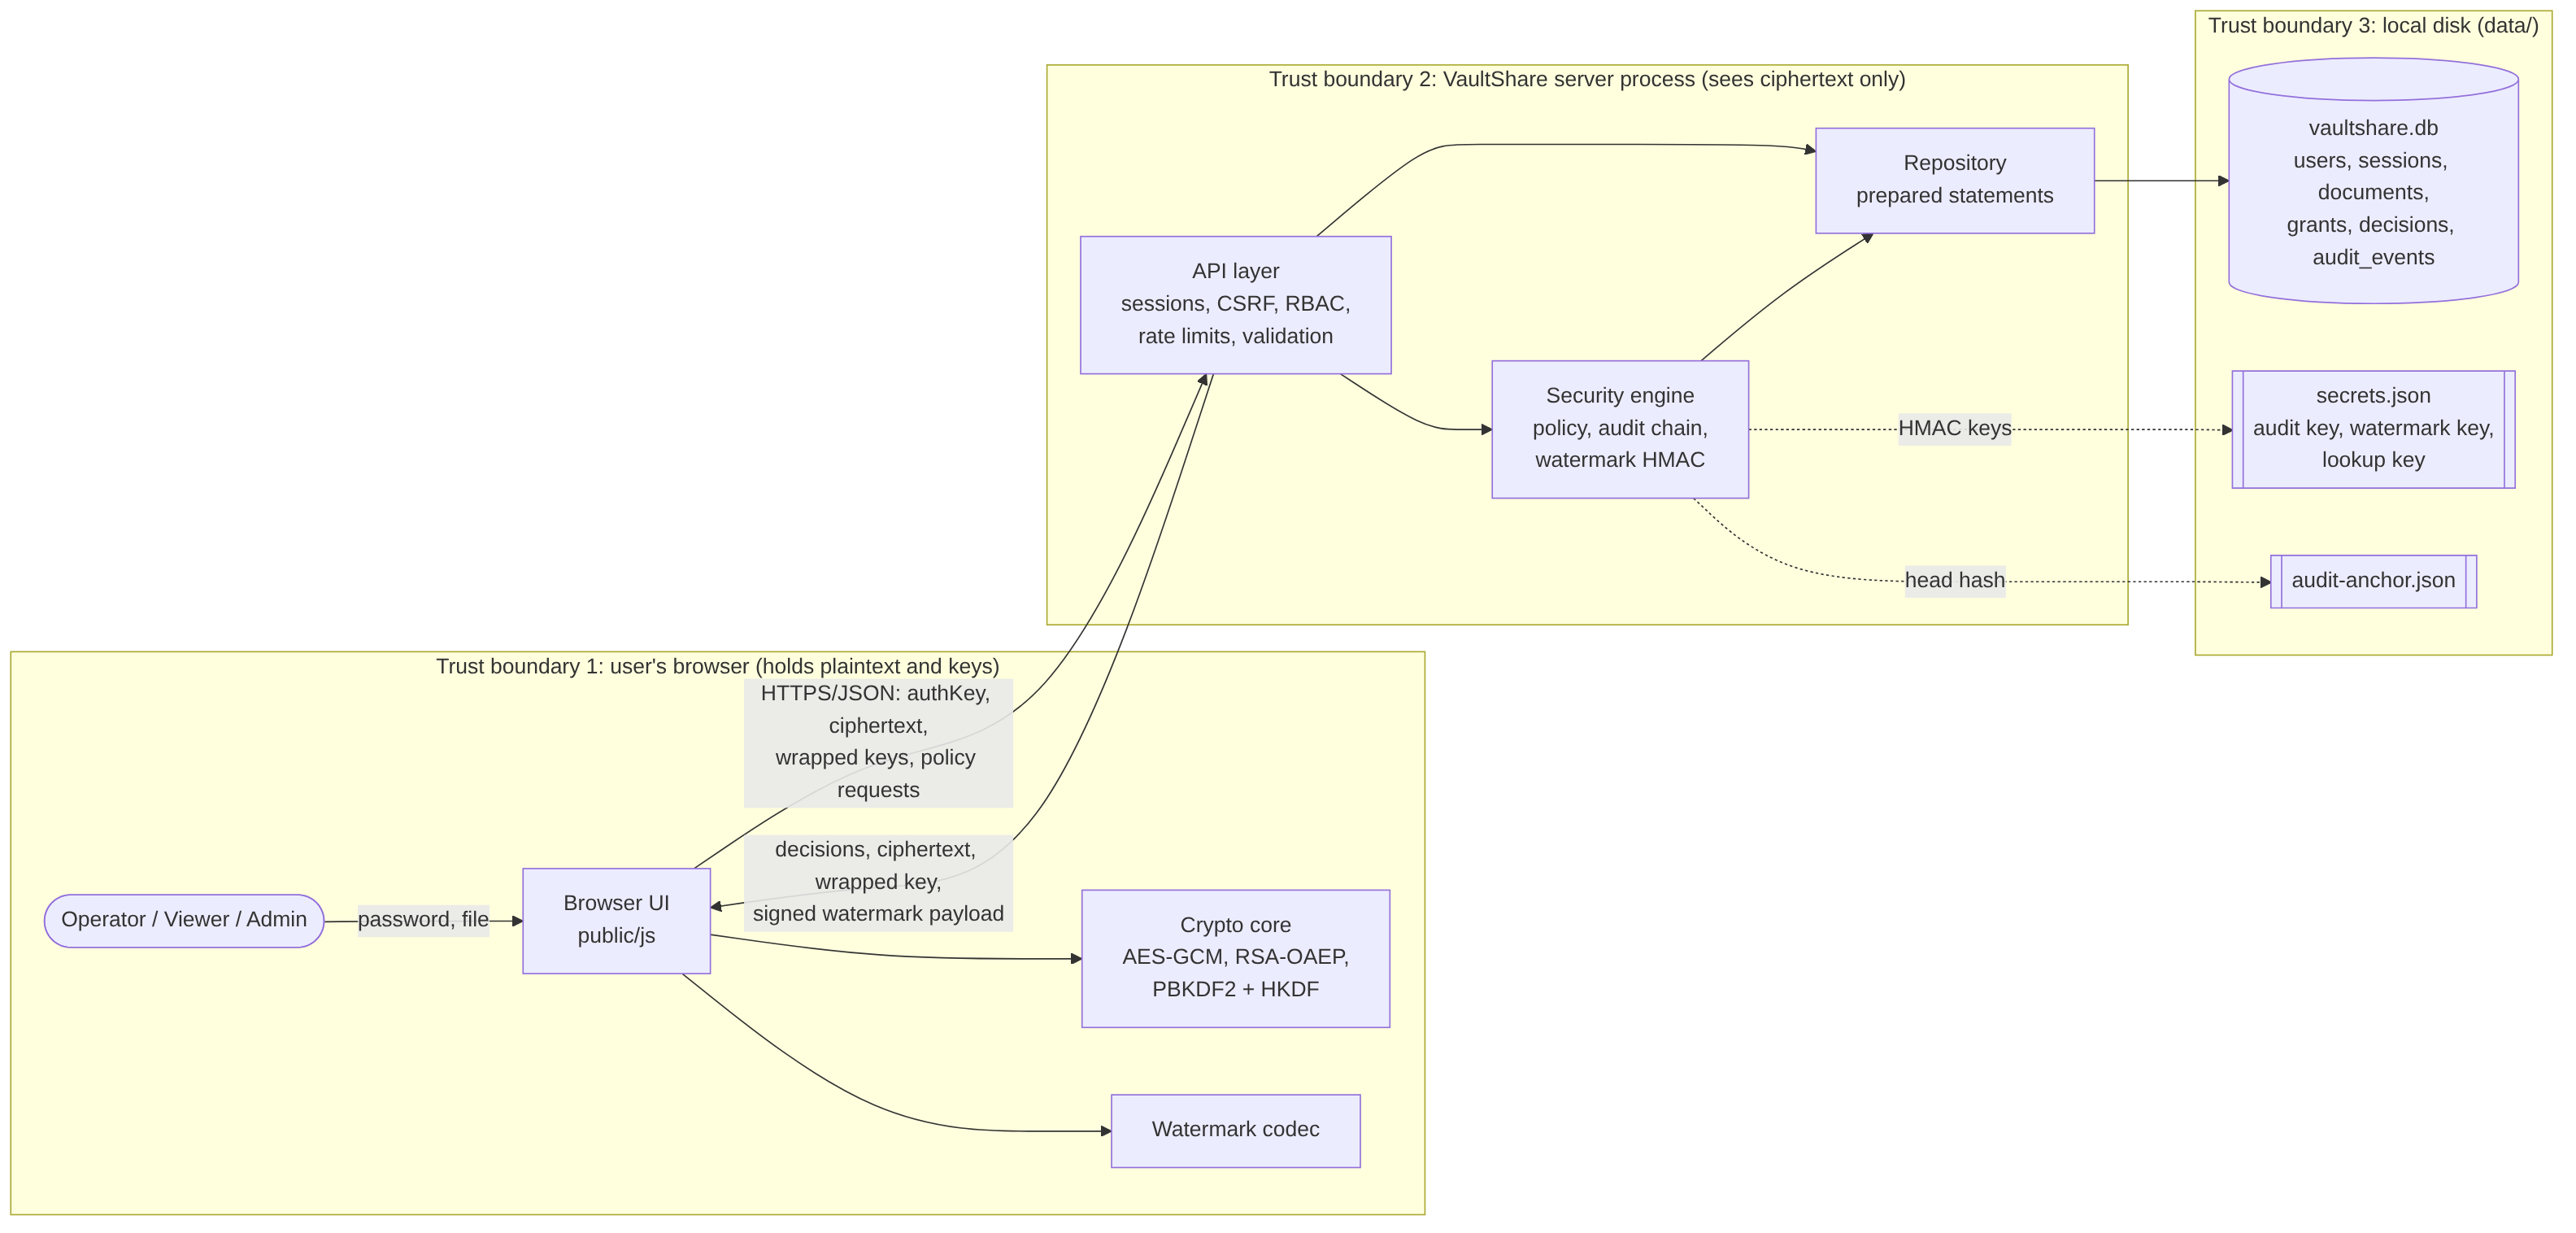 Trust boundary 3: local disk (data/)
vaultshare.db
users, sessions,
documents,
grants, decisions,
audit_events
secrets.json
audit key, watermark key,
lookup key
audit-anchor.json
Trust boundary 2: VaultShare server process (sees ciphertext only)
Repository
prepared statements
API layer
sessions, CSRF, RBAC,
rate limits, validation
Security engine
policy, audit chain,
watermark HMAC
HMAC keys
head hash
Trust boundary 1: user's browser (holds plaintext and keys)
HTTPS/JSON: authKey,
ciphertext,
wrapped keys, policy
requests
decisions, ciphertext,
wrapped key,
signed watermark payload
Operator / Viewer / Admin
password, file
Browser UI
public/js
Crypto core
AES-GCM, RSA-OAEP,
PBKDF2 + HKDF
Watermark codec